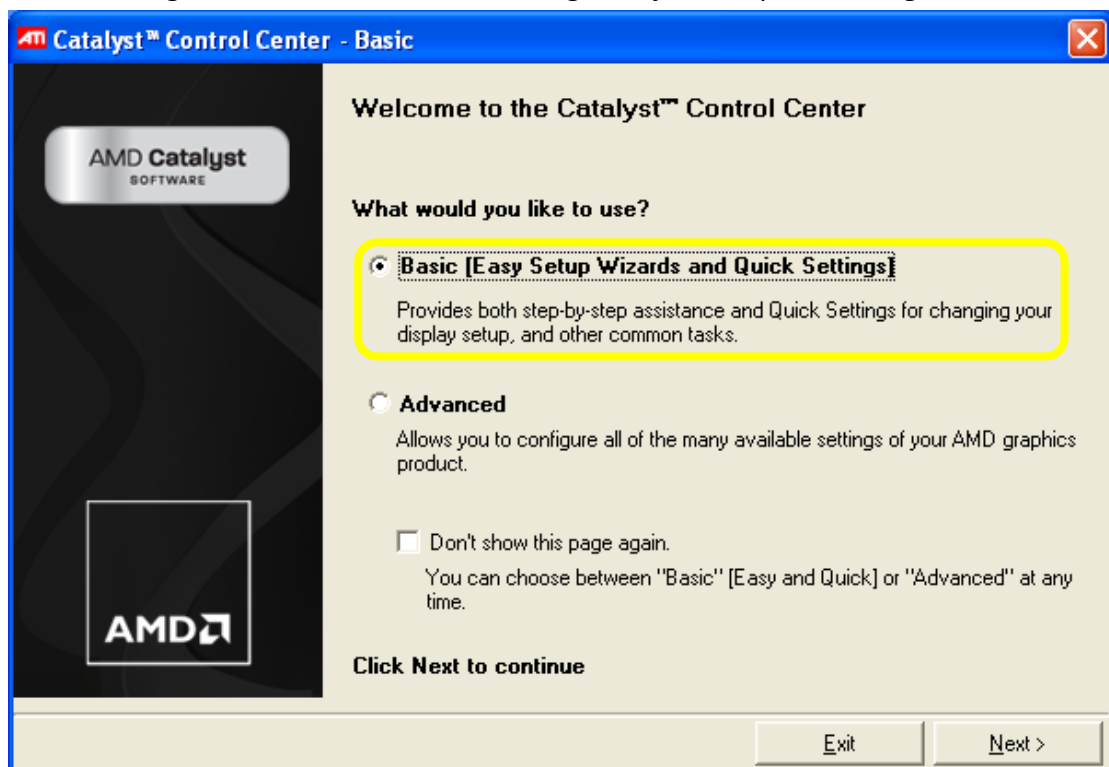 ATI Catalyst™ Control Center - Basic
AMD Catalyst
SOFTWARE
Welcome to the Catalyst™ Control Center
What would you like to use?
Basic [Easy Setup Wizards and Quick Settings]
Provides both step-by-step assistance and Quick Settings for changing your
display setup, and other common tasks.
Advanced
Allows you to configure all of the many available settings of your AMD graphics
product.
Don't show this page again.
You can choose between "Basic" [Easy and Quick] or "Advanced" at any
time.
AMD
Click Next to continue
Exit
Next >